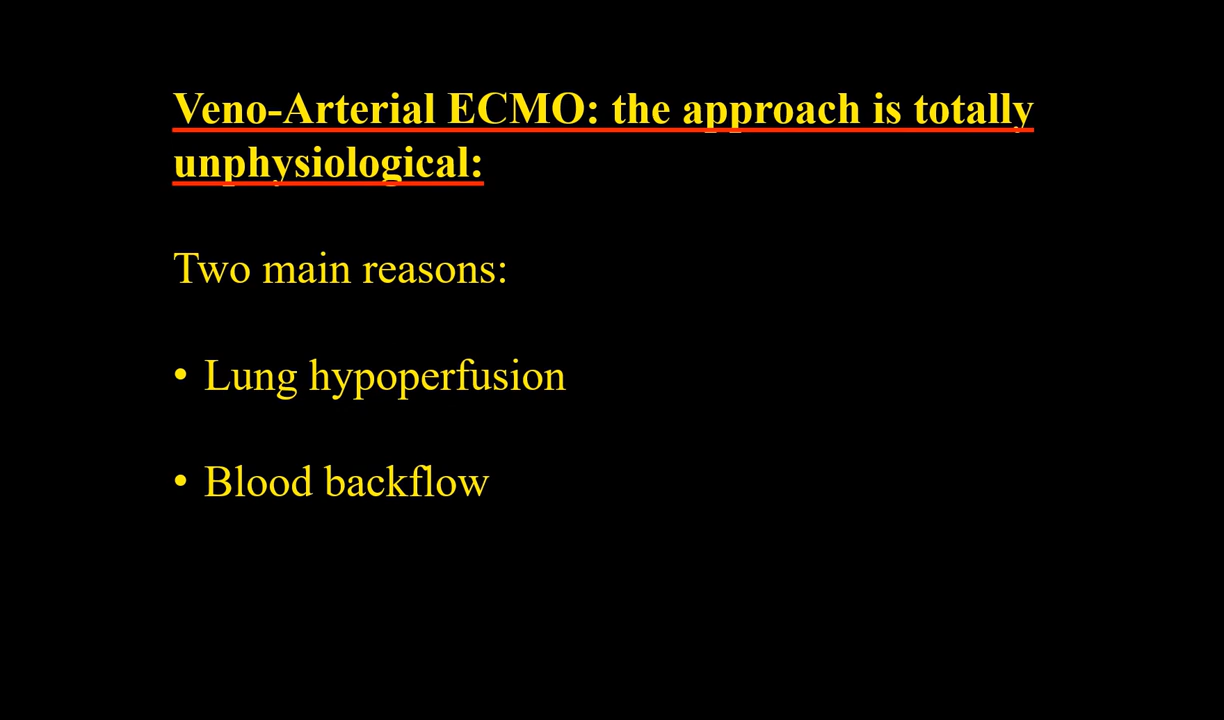 Veno-Arterial ECMO: the approach is totally
unphysiological:
Two main reasons:
• Lung hypoperfusion
• Blood backflow